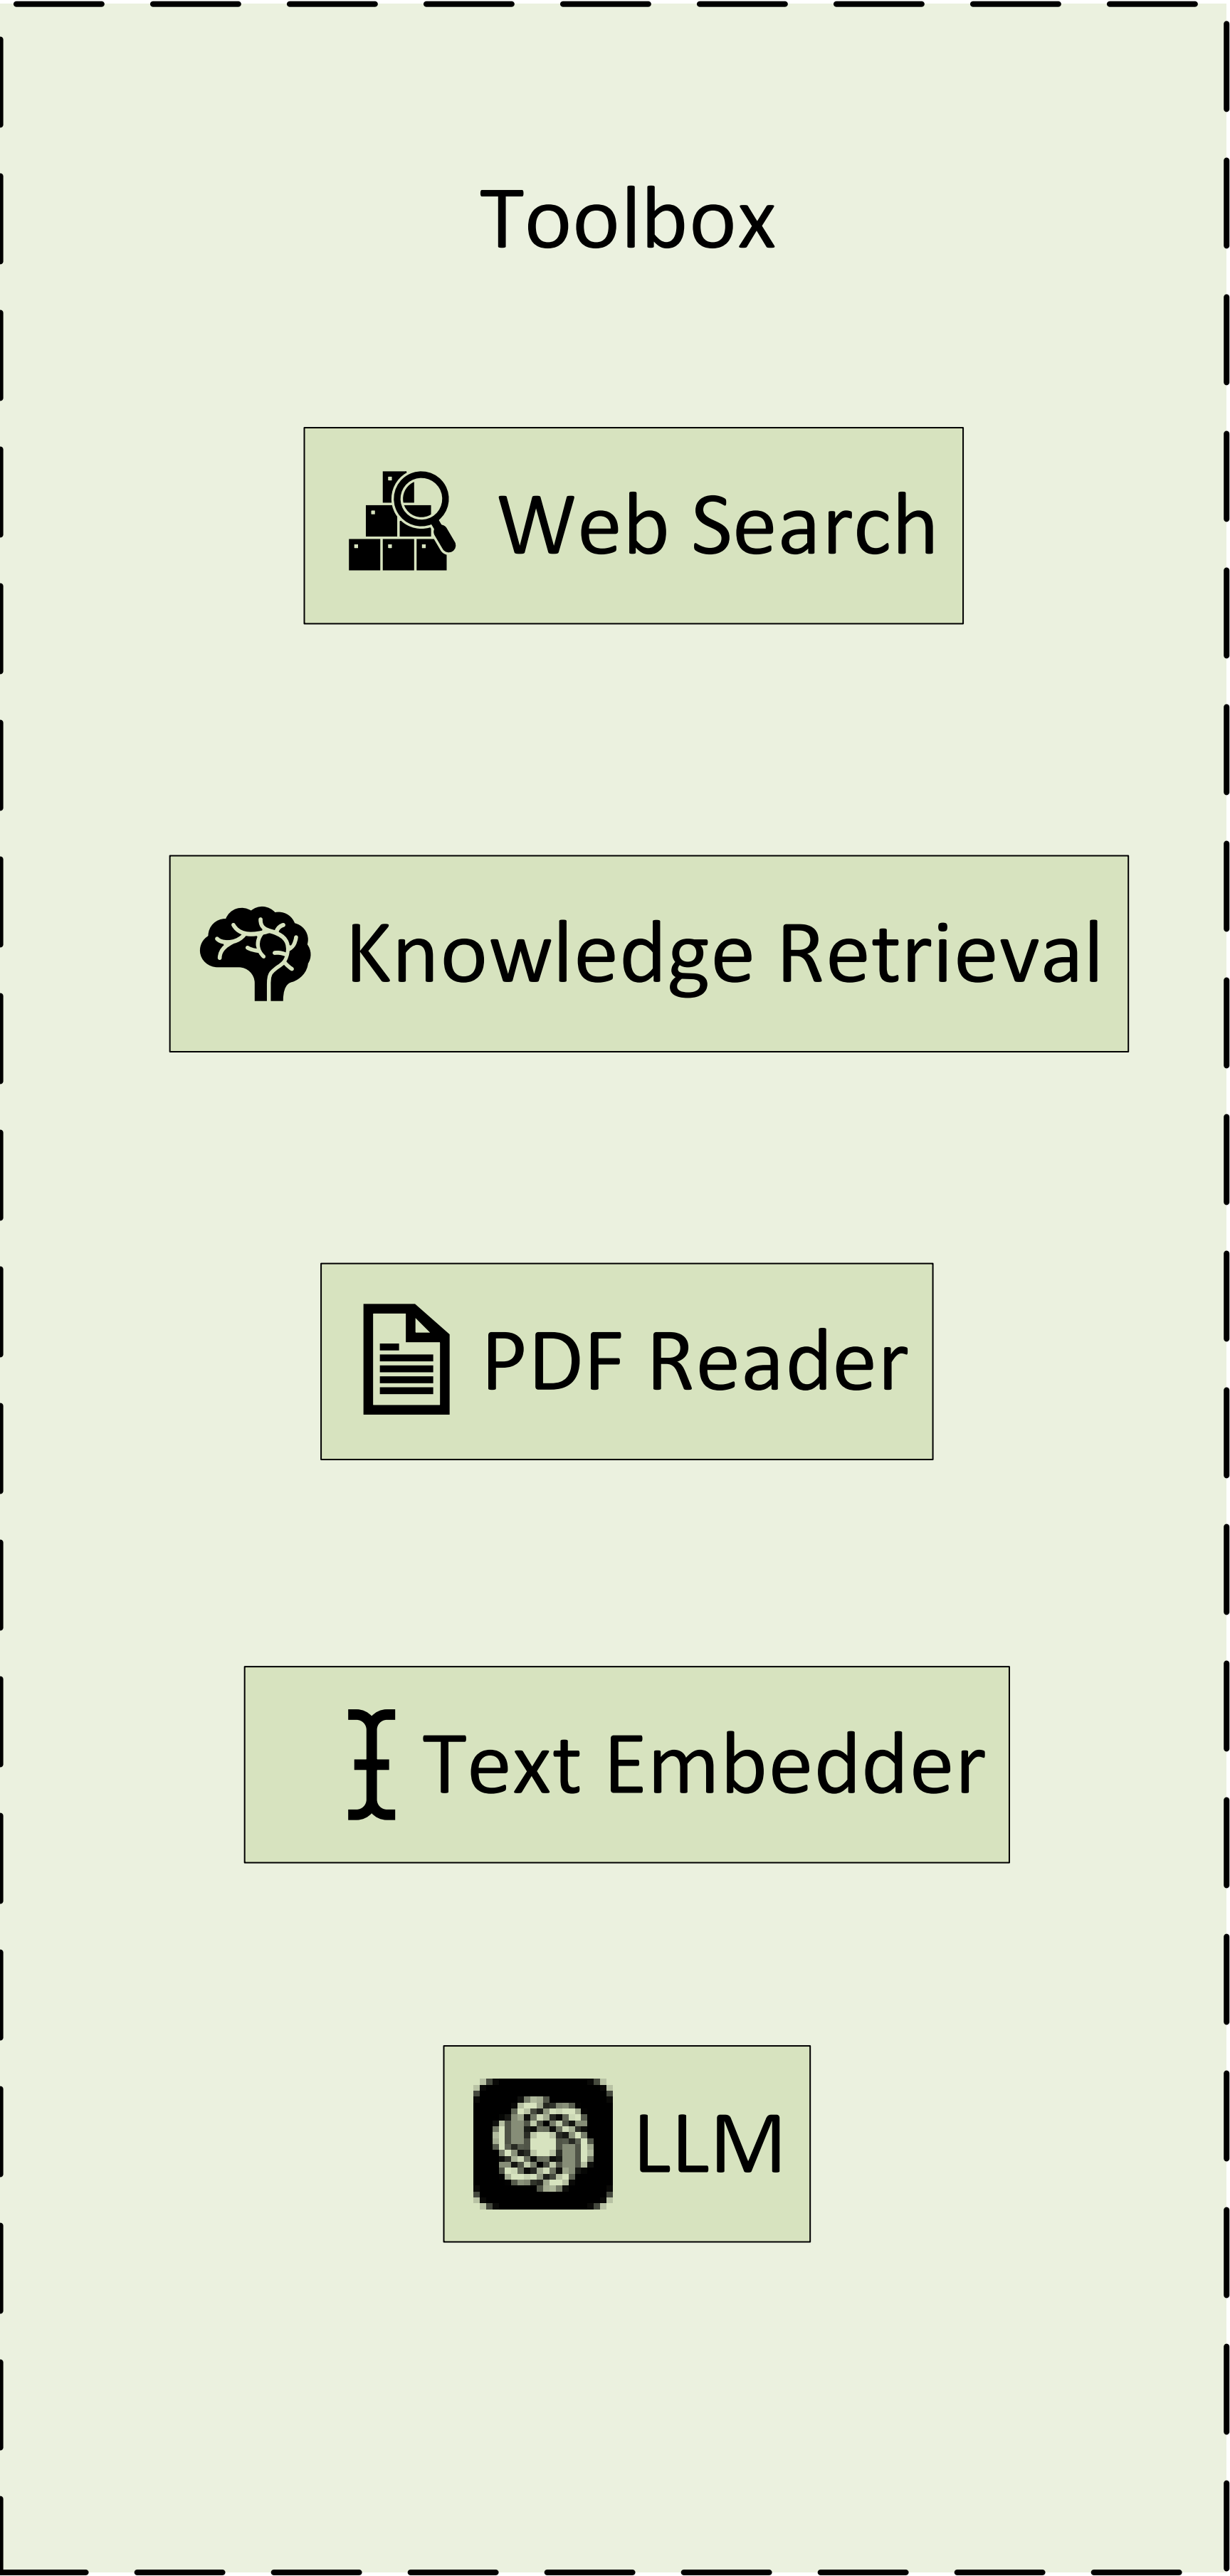 Toolbox
Web Search
Knowledge Retrieval
PDF Reader
Text Embedder
LLM